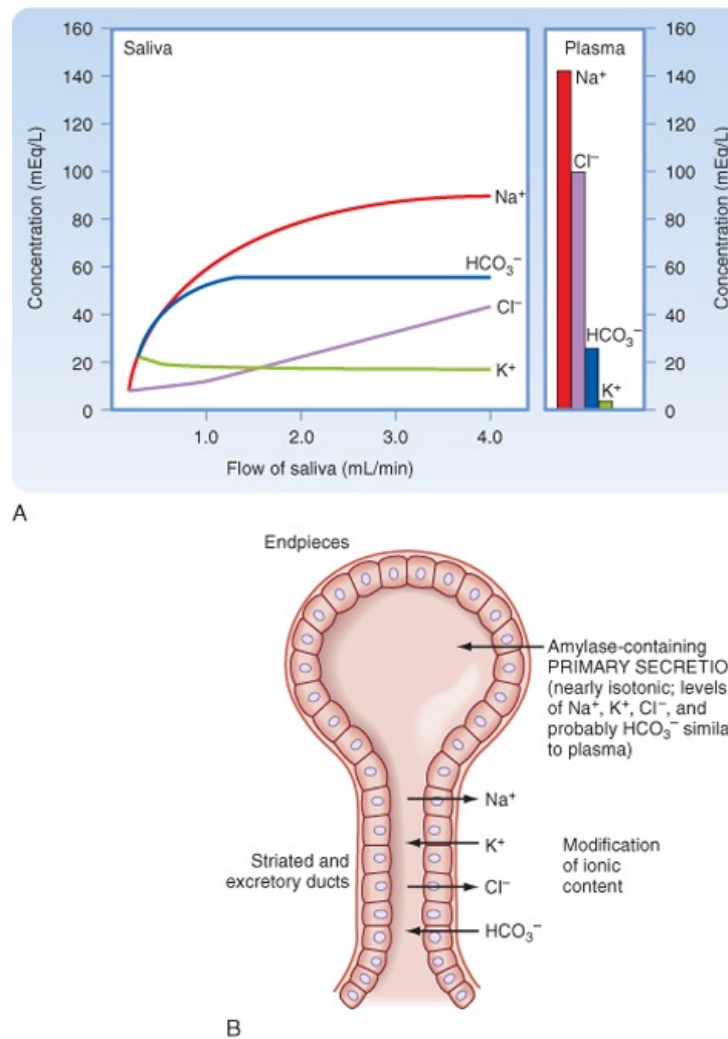 Saliva
Plasma
Concentration (mEq/L)
160
140
120
100
80
60
40
20
0
1.0
2.0
3.0
4.0
Flow of saliva (mL/min)
Na⁺
HCO₃⁻
Cl⁻
K⁺
Na⁺
Cl⁻
HCO₃⁻
K⁺
160
140
120
100
80
60
40
20
0
Concentration (mEq/L)
A
Endpieces
Amylase-containing
PRIMARY SECRETIO
(nearly isotonic; levels
of Na⁺, K⁺, Cl⁻, and
probably HCO₃⁻ simila
to plasma)
Na⁺
K⁺
Cl⁻
HCO₃⁻
Striated and
excretory ducts
Modification
of ionic
content
B